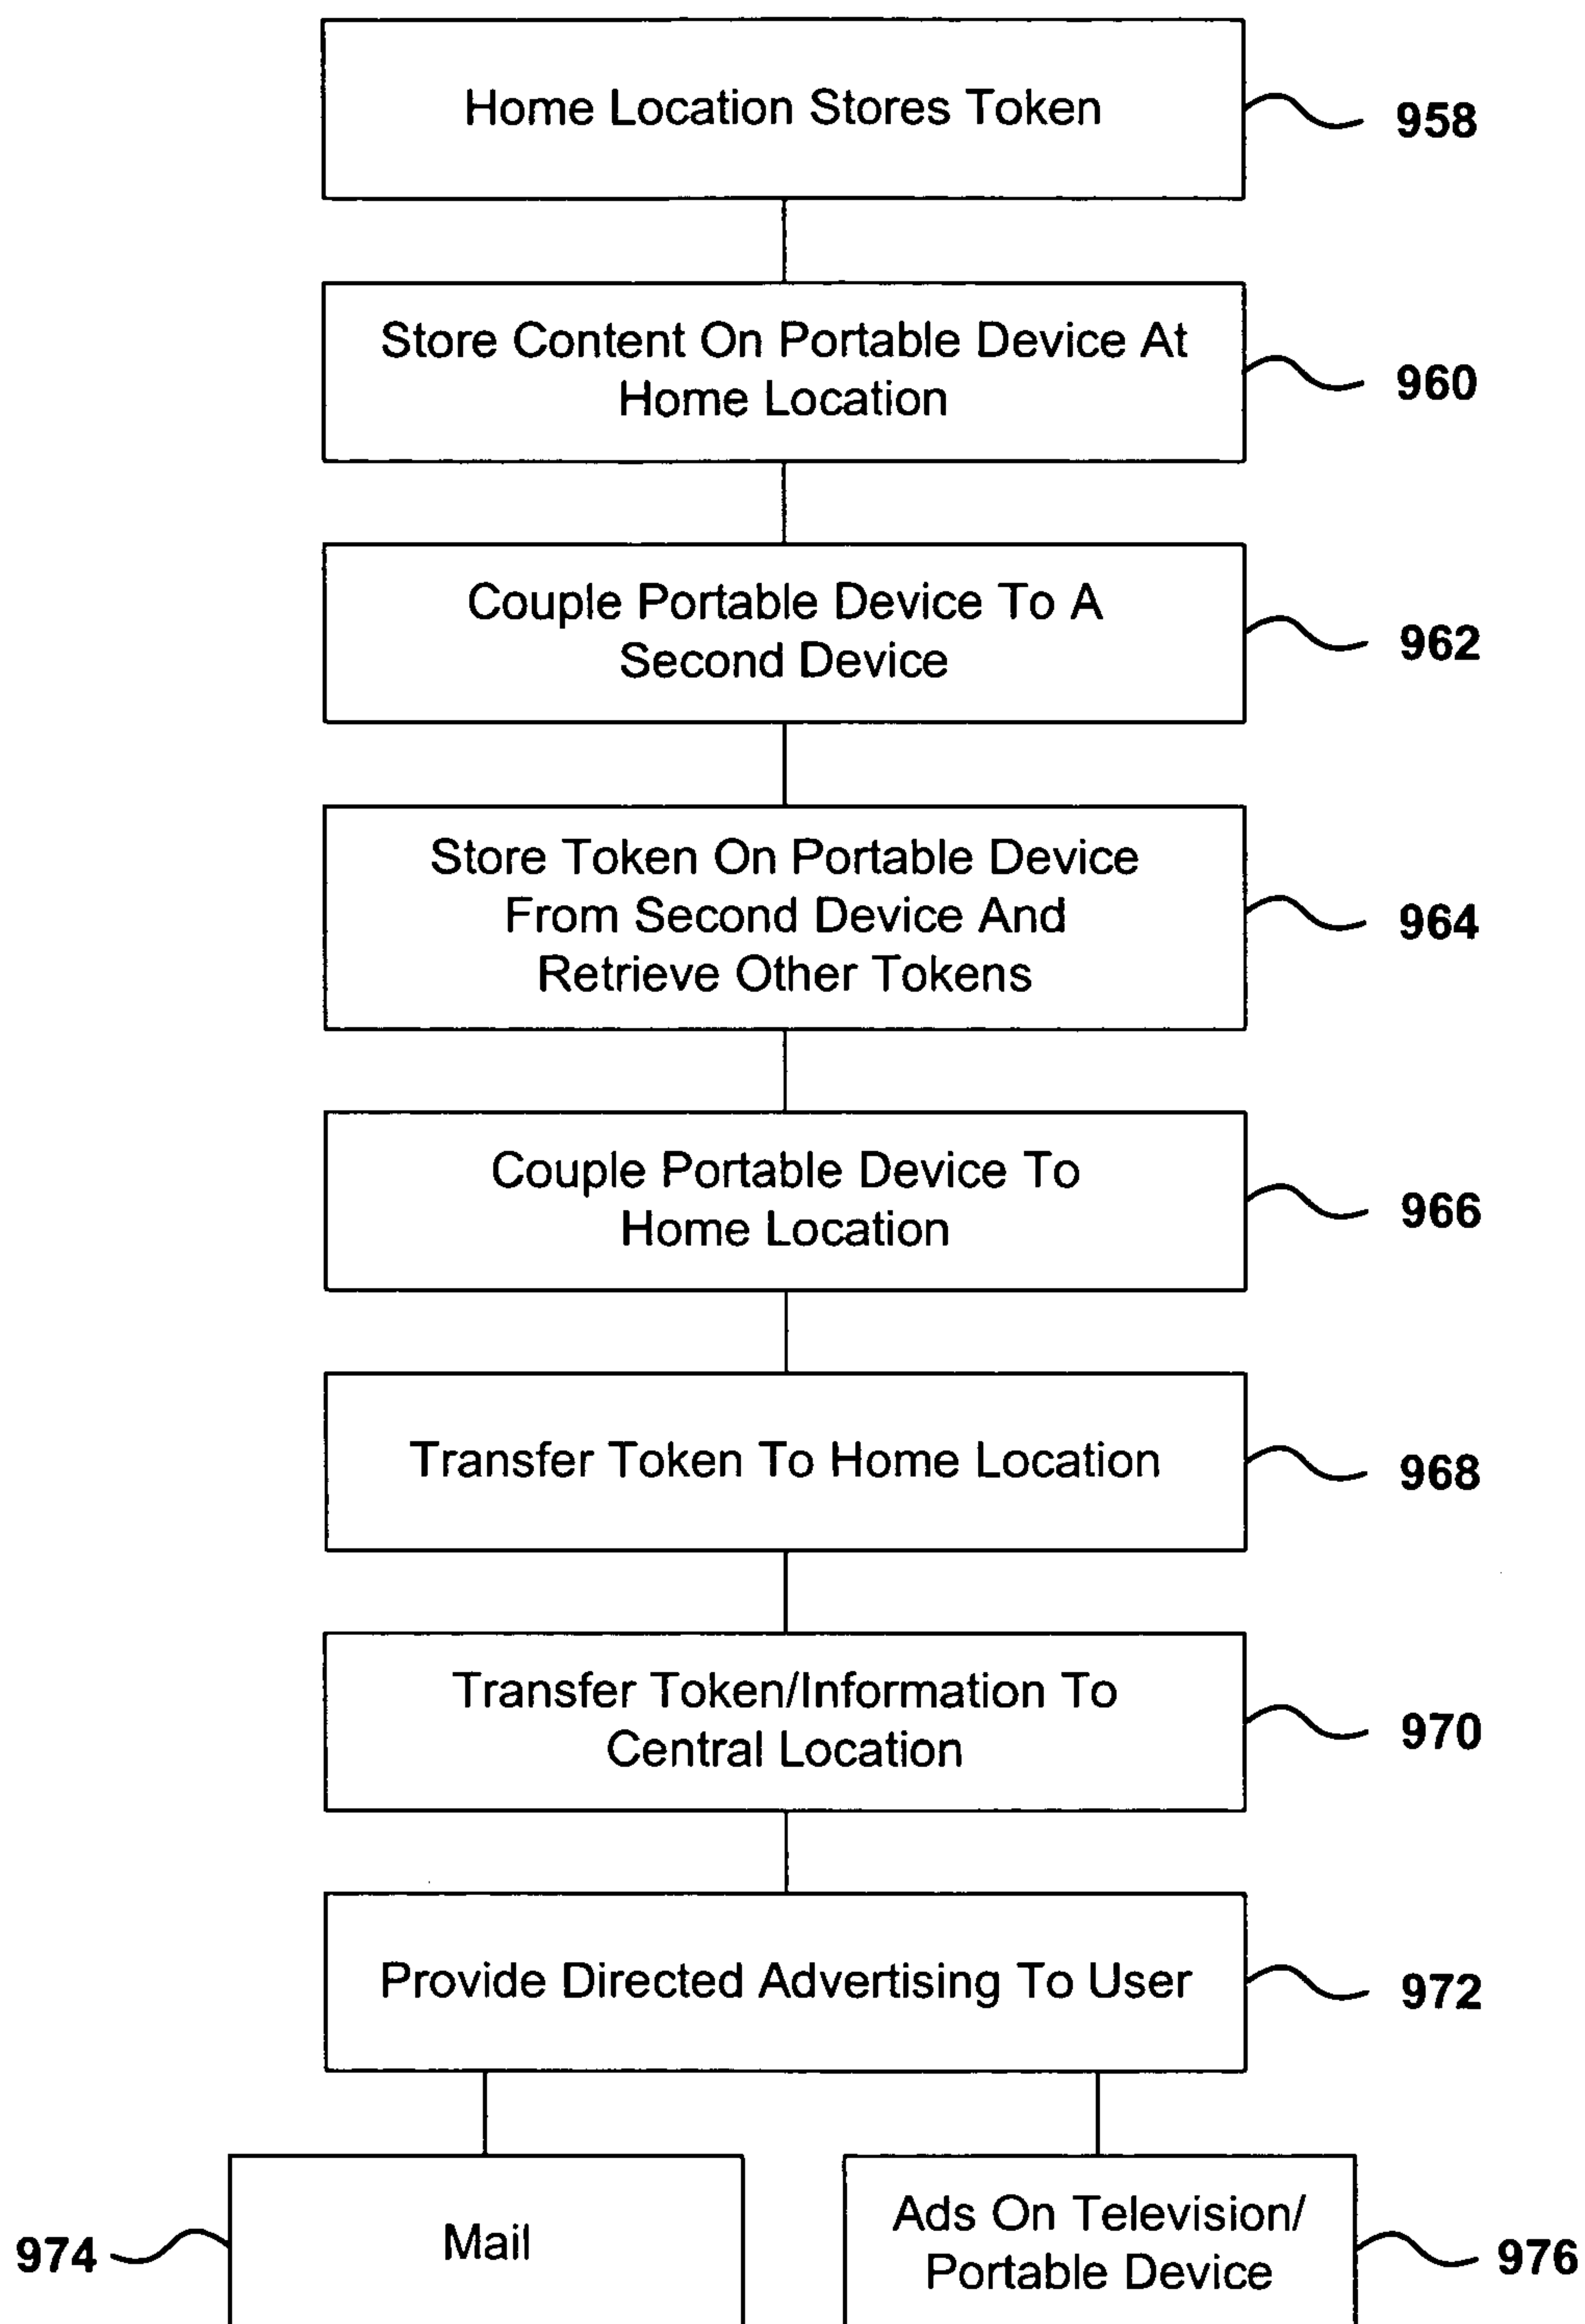 Home Location Stores Token
958
Store Content On Portable Device At
Home Location
960
Couple Portable Device To A
Second Device
962
Store Token On Portable Device
From Second Device And
Retrieve Other Tokens
964
Couple Portable Device To
Home Location
966
Transfer Token To Home Location
968
Transfer Token/Information To
Central Location
970
Provide Directed Advertising To User
972
974
Mail
Ads On Television/
Portable Device
976